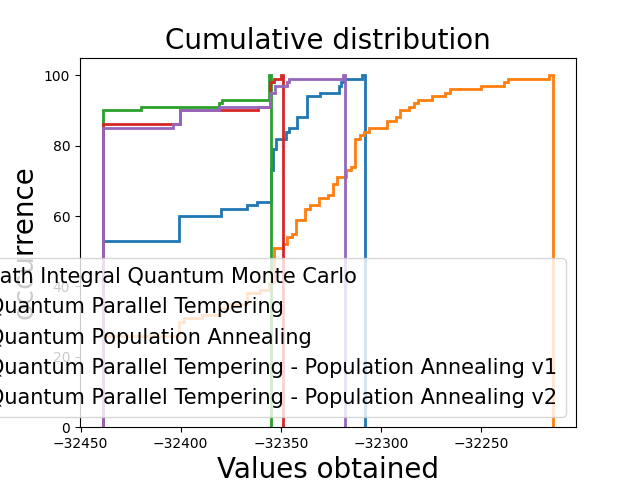 Cumulative distribution
100
80
60
40
20
0
occurrence
ath Integral Quantum Monte Carlo
Quantum Parallel Tempering
Quantum Population Annealing
Quantum Parallel Tempering - Population Annealing v1
Quantum Parallel Tempering - Population Annealing v2
−32450
−32400
−32350
−32300
−32250
Values obtained